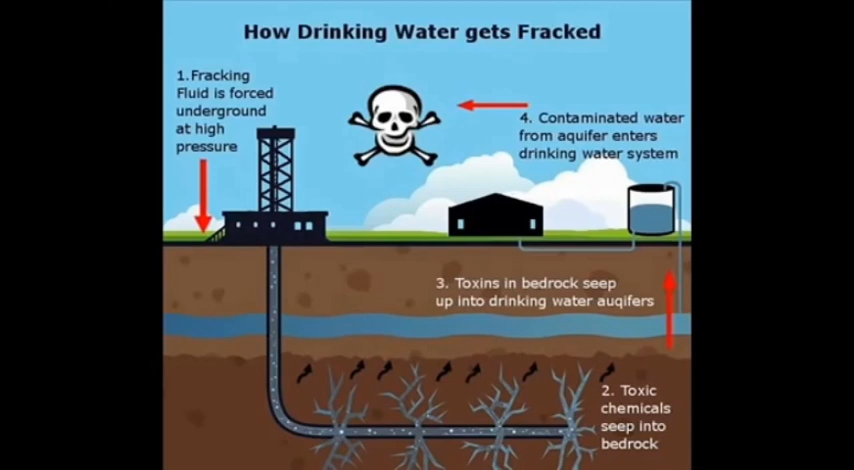 How Drinking Water gets Fracked
1.Fracking
Fluid is forced
underground
at high
pressure
4. Contaminated water
from aquifer enters
drinking water system
3. Toxins in bedrock seep
up into drinking water auqifers
2. Toxic
chemicals
seep into
bedrock